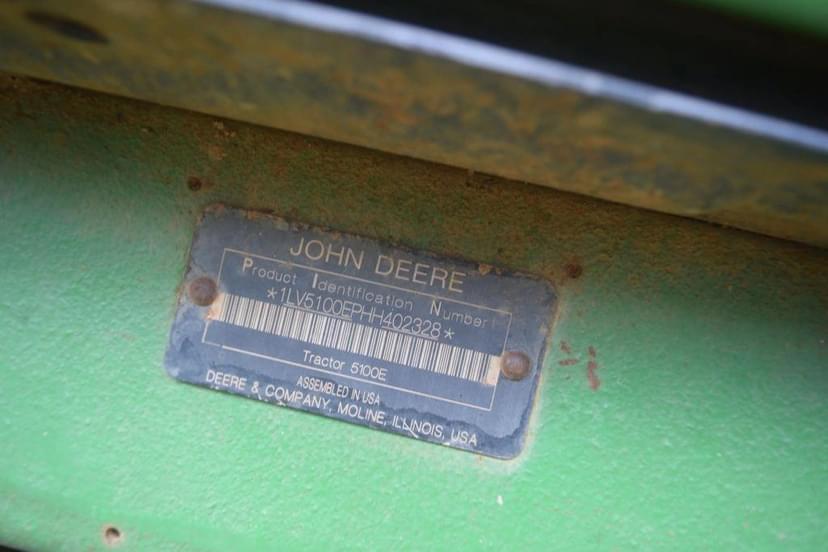 JOHN DEERE
Product Identification Number
*1LV5100EPHH402328*
Tractor 5100E
ASSEMBLED IN USA
DEERE & COMPANY, MOLINE, ILLINOIS, USA